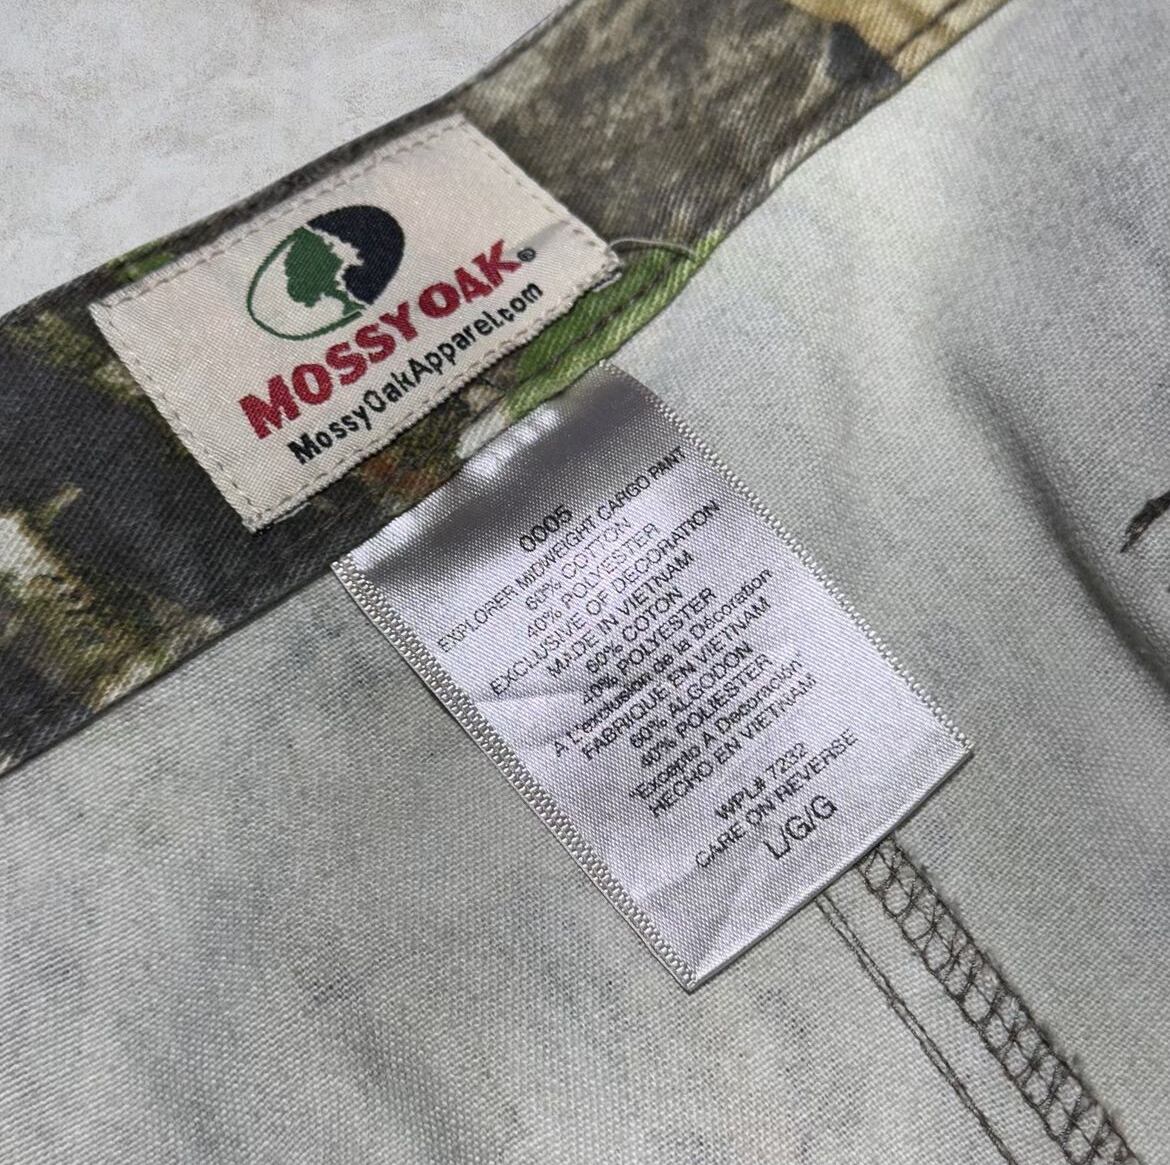 MOSSY OAK®
MossyOakApparel.com
0005
EXPLORER MIDWEIGHT CARGO PANT
60% COTTON
40% POLYESTER
EXCLUSIVE OF DECORATION
MADE IN VIETNAM
60% COTON
40% POLYESTER
A L'exclusion de la Décoration
FABRIQUE EN VIETNAM
60% ALGODON
40% POLIESTER
"Excepto A Decoración"
HECHO EN VIETNAM
WPL# 7232
CARE ON REVERSE
L/G/G